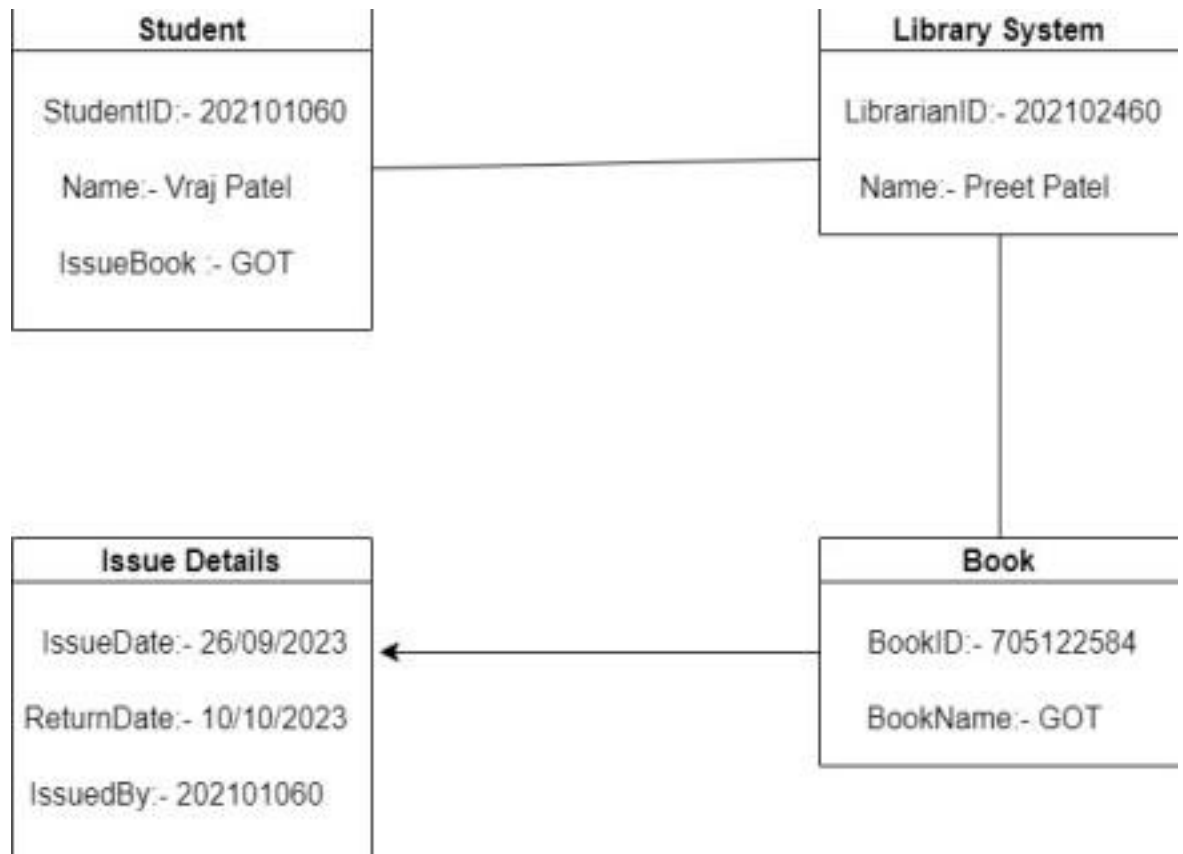 Student
StudentID:- 202101060
Name:- Vraj Patel
IssueBook :- GOT
Library System
LibrarianID:- 202102460
Name:- Preet Patel
Issue Details
IssueDate:- 26/09/2023
ReturnDate:- 10/10/2023
IssuedBy:- 202101060
Book
BookID:- 705122584
BookName:- GOT